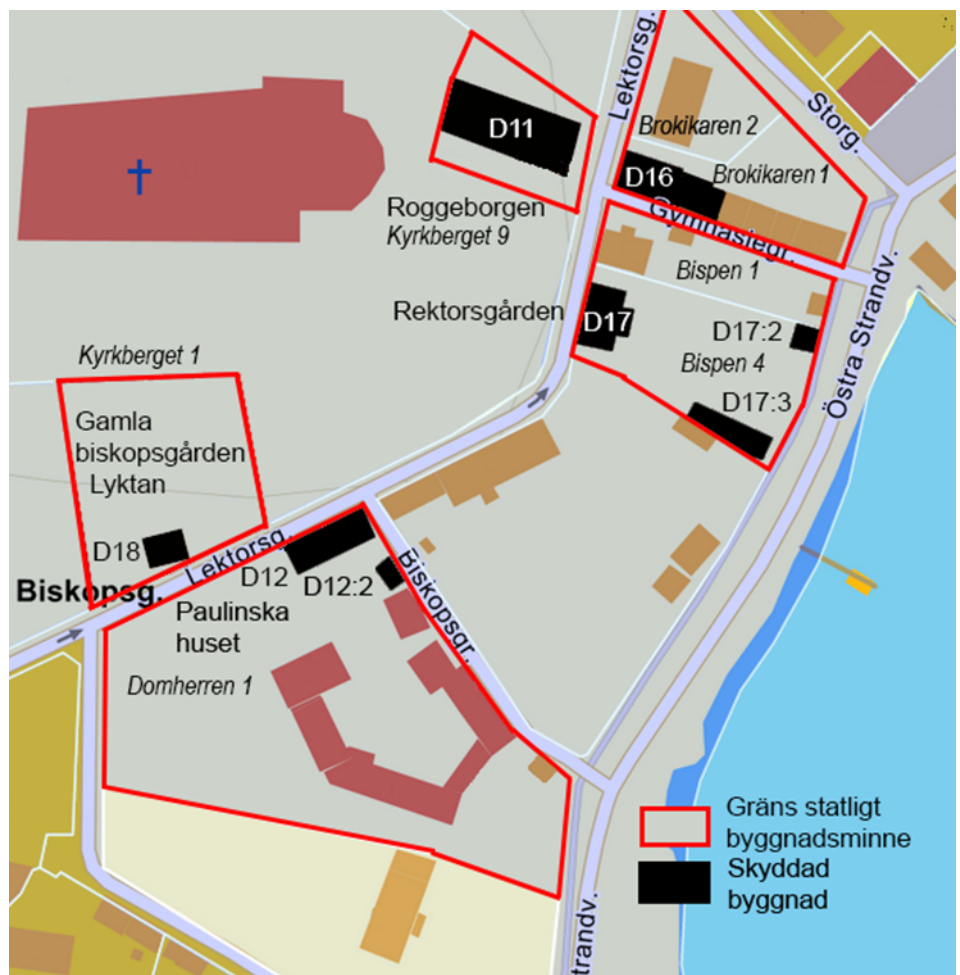 Lektorsg.
Storg.
D11
Brokikaren 2
D16
Brokikaren 1
Roggeborgen
Kyrkberget 9
Gymnasiegr.
Bispen 1
Rektorsgården
D17
D17:2
Bispen 4
D17:3
Östra Strandv.
Kyrkberget 1
Gamla
biskopsgården
Lyktan
D18
Lektorsg.
Biskopsg.
D12
D12:2
Biskopsgr.
Paulinska
huset
Domherren 1
Gräns statligt
byggnadsminne
Skyddad
byggnad
trandv.